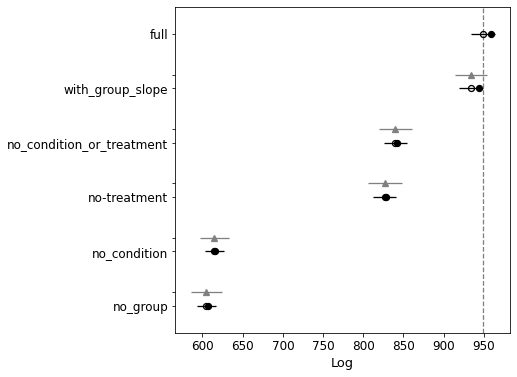 full
with_group_slope
no_condition_or_treatment
no-treatment
no_condition
no_group
600 650 700 750 800 850 900 950
Log